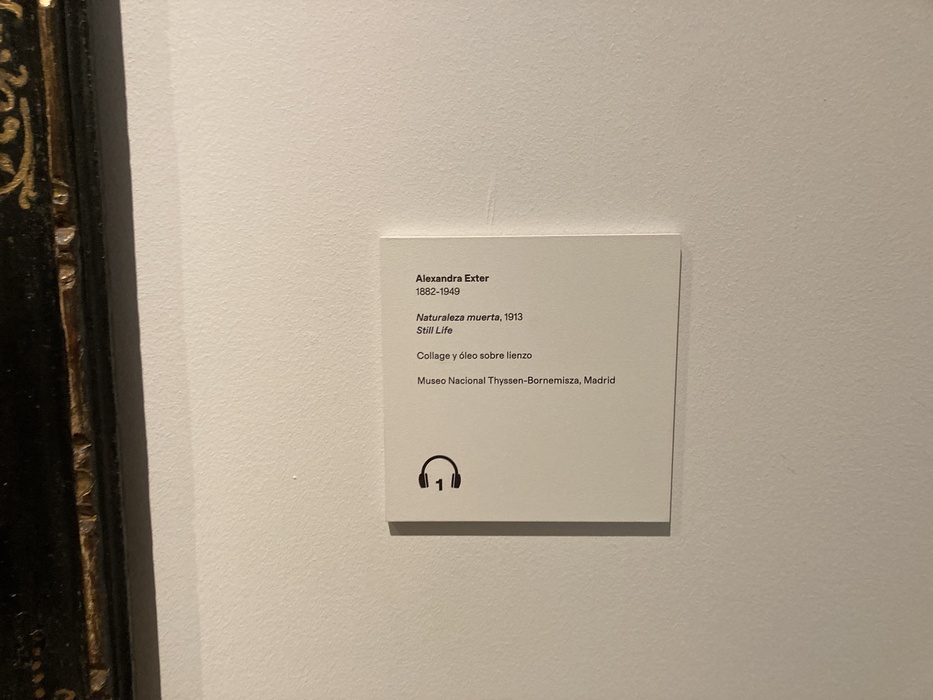 Alexandra Exter
1882-1949
Naturaleza muerta, 1913
Still Life
Collage y óleo sobre lienzo
Museo Nacional Thyssen-Bornemisza, Madrid
1